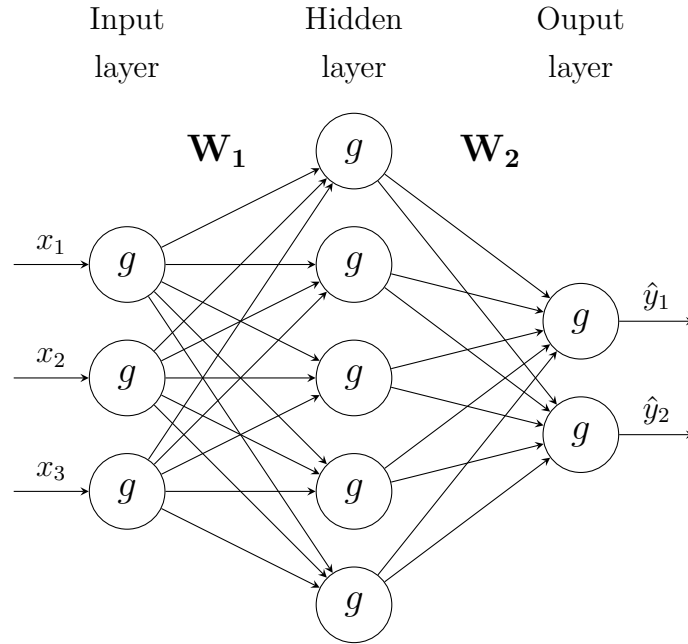 Input Hidden Ouput
layer layer layer
W₁ W₂
g
x₁ g g
ŷ₁
g
x₂ g g
ŷ₂
g
x₃ g g
g